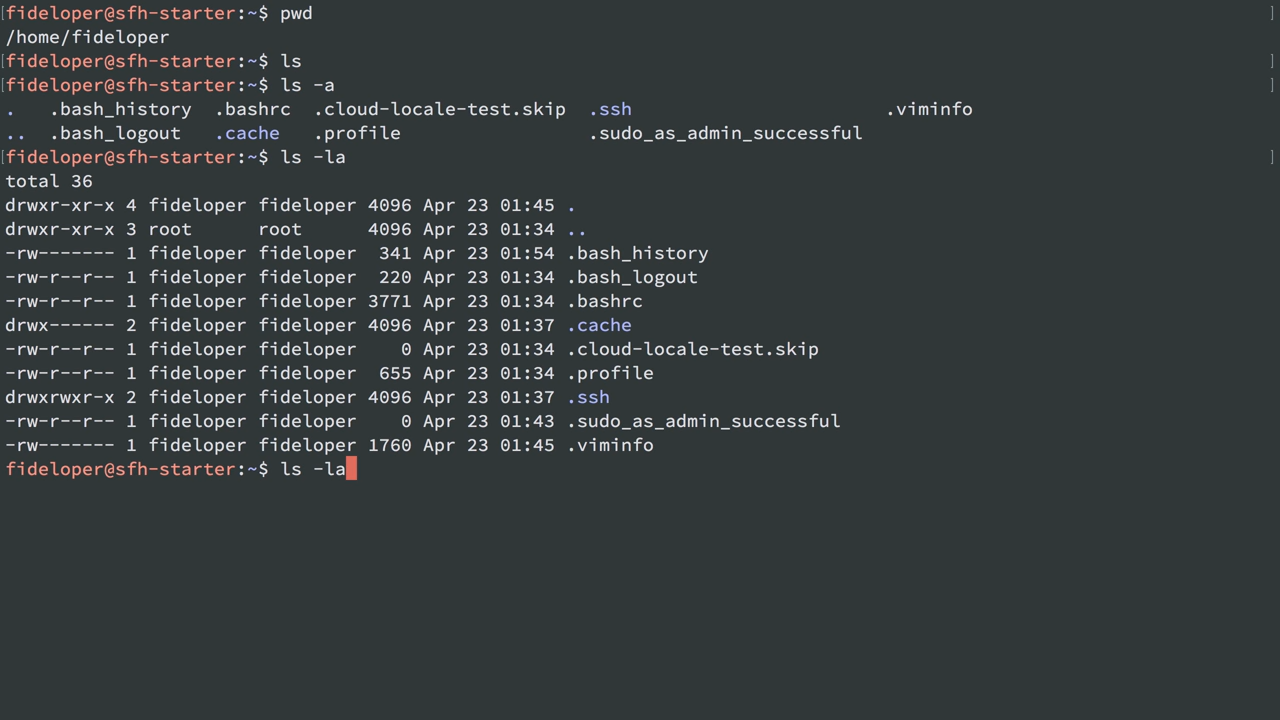 [fideloper@sfh-starter:~$ pwd ]
/home/fideloper
[fideloper@sfh-starter:~$ ls ]
[fideloper@sfh-starter:~$ ls -a ]
. .bash_history .bashrc .cloud-locale-test.skip .ssh .viminfo
.. .bash_logout .cache .profile .sudo_as_admin_successful
[fideloper@sfh-starter:~$ ls -la ]
total 36
drwxr-xr-x 4 fideloper fideloper 4096 Apr 23 01:45 .
drwxr-xr-x 3 root      root      4096 Apr 23 01:34 ..
-rw------- 1 fideloper fideloper  341 Apr 23 01:54 .bash_history
-rw-r--r-- 1 fideloper fideloper  220 Apr 23 01:34 .bash_logout
-rw-r--r-- 1 fideloper fideloper 3771 Apr 23 01:34 .bashrc
drwx------ 2 fideloper fideloper 4096 Apr 23 01:37 .cache
-rw-r--r-- 1 fideloper fideloper    0 Apr 23 01:34 .cloud-locale-test.skip
-rw-r--r-- 1 fideloper fideloper  655 Apr 23 01:34 .profile
drwxrwxr-x 2 fideloper fideloper 4096 Apr 23 01:37 .ssh
-rw-r--r-- 1 fideloper fideloper    0 Apr 23 01:43 .sudo_as_admin_successful
-rw------- 1 fideloper fideloper 1760 Apr 23 01:45 .viminfo
fideloper@sfh-starter:~$ ls -la